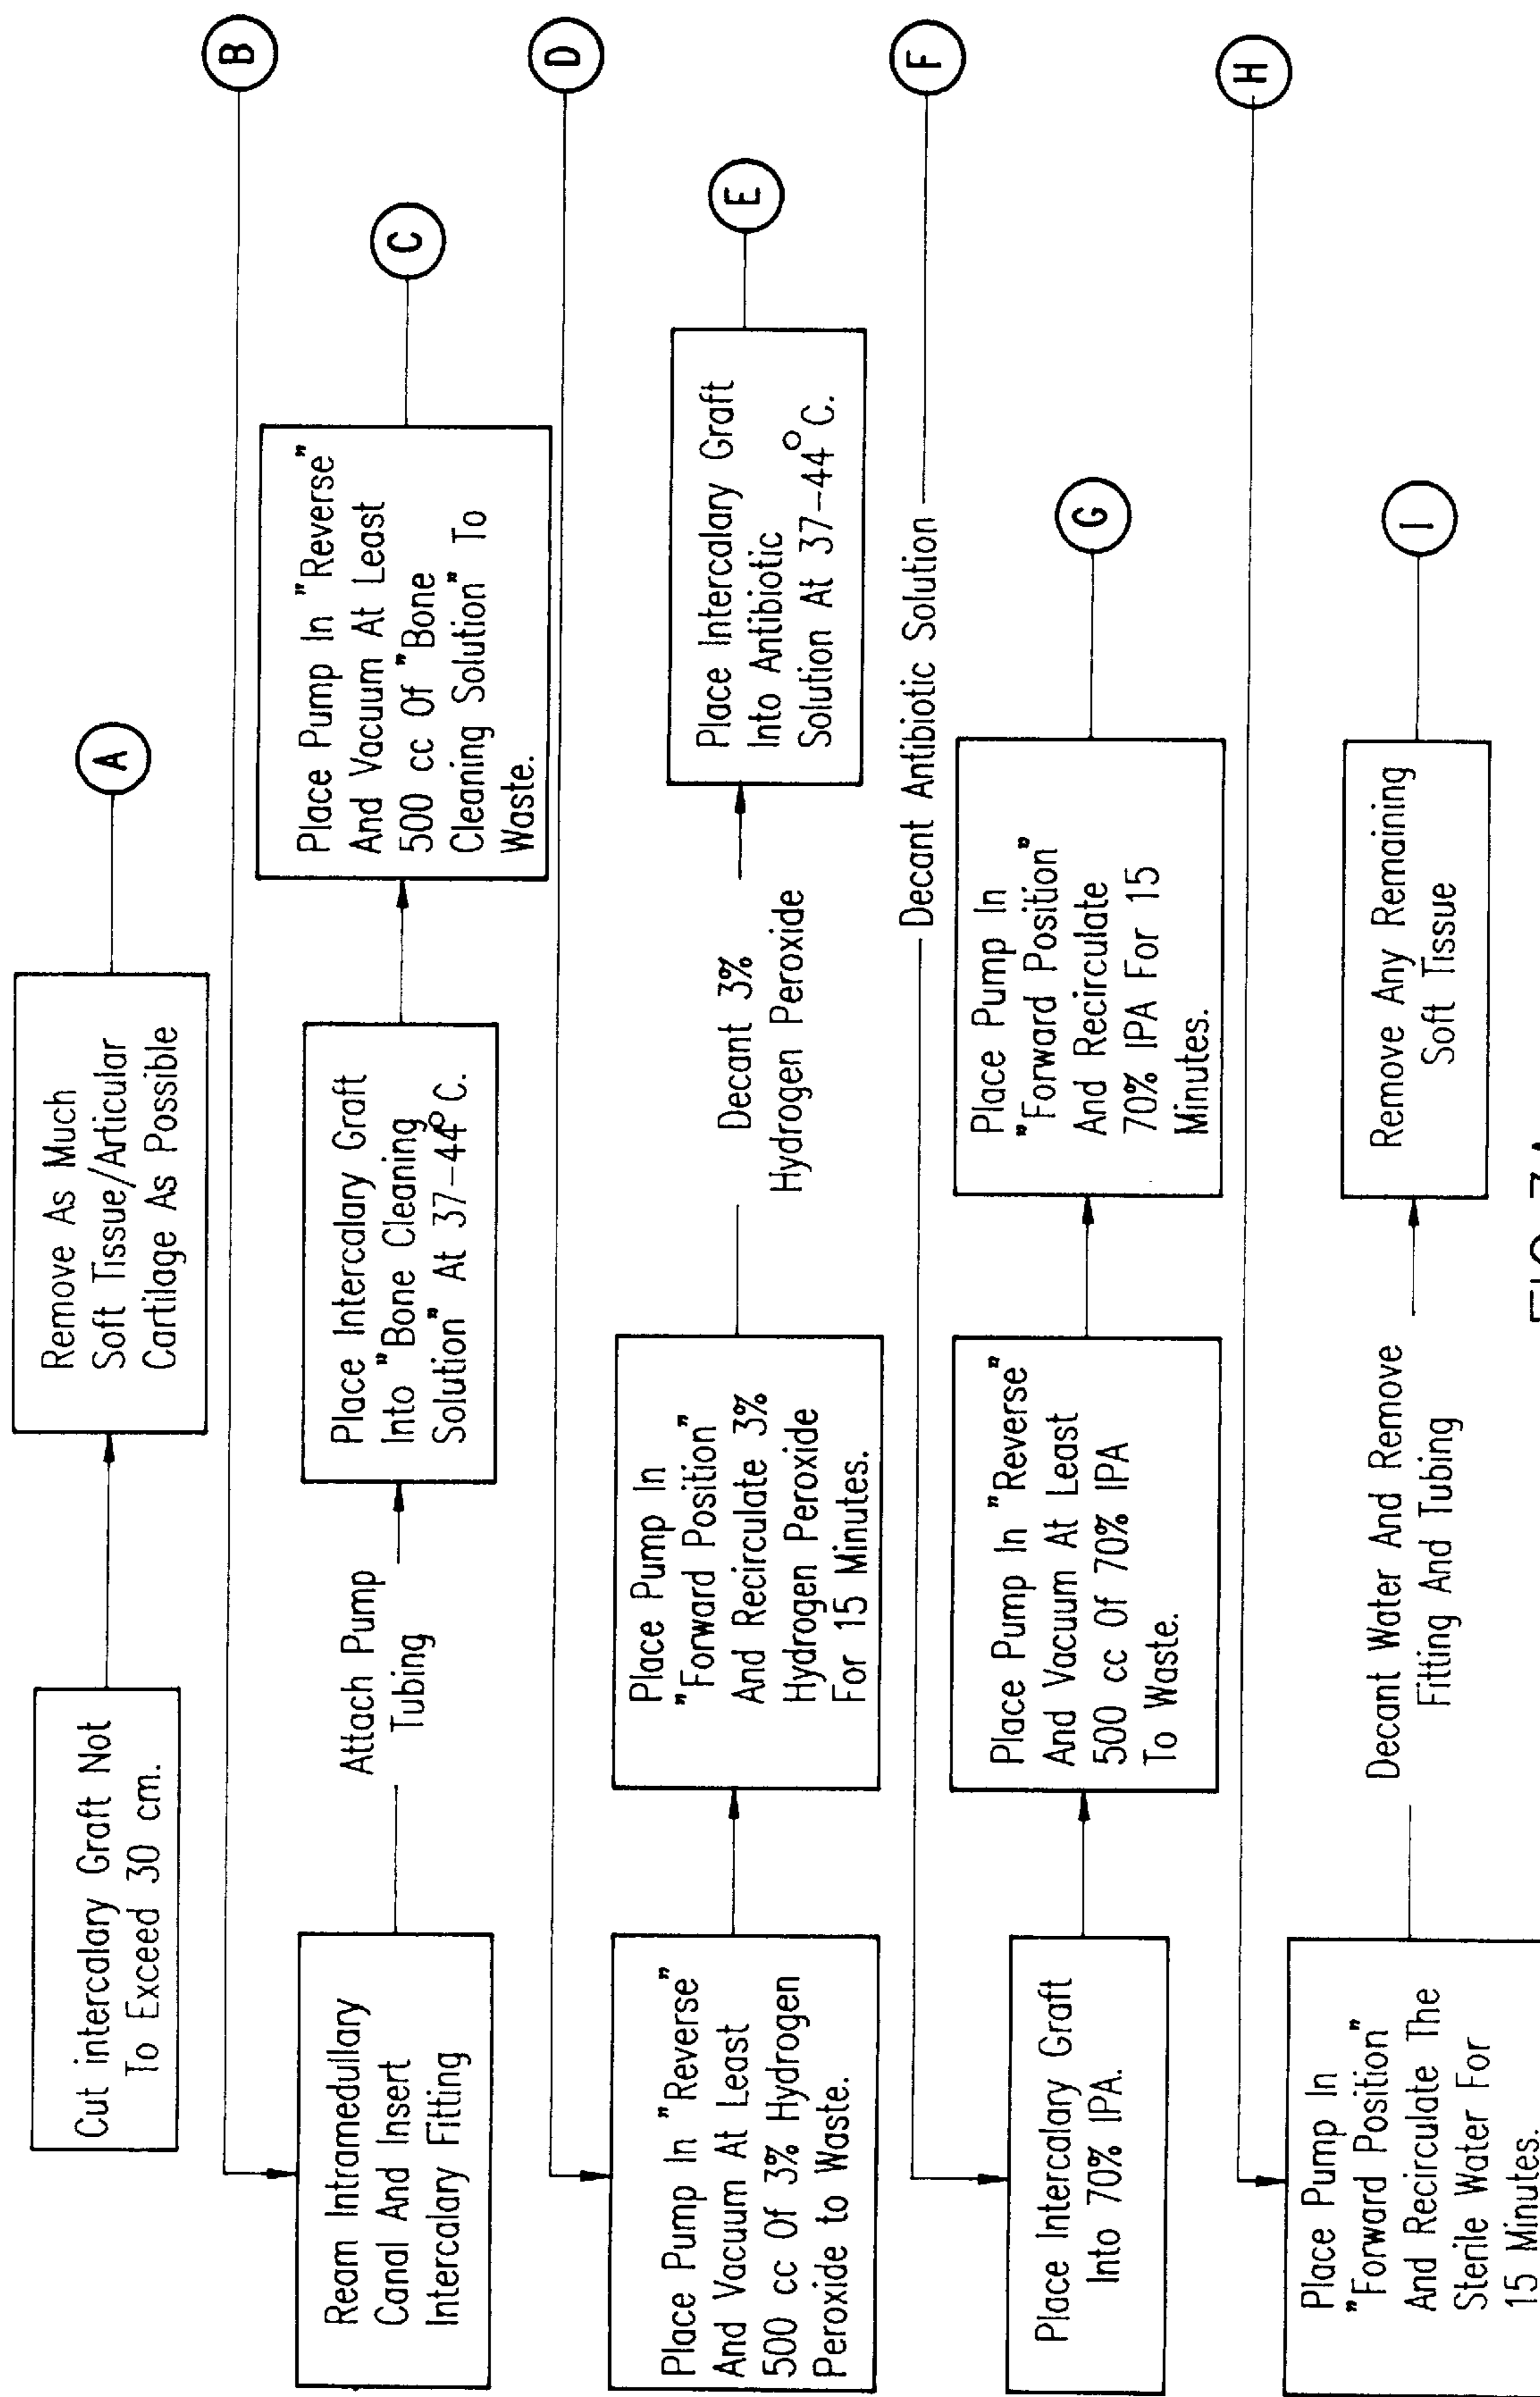 Cut intercalary Graft Not
To Exceed 30 cm.
Remove As Much
Soft Tissue/Articular
Cartilage As Possible
A
B
Ream Intramedullary
Canal And Insert
Intercalary Fitting
Attach Pump
Tubing
Place Intercalary Graft
Into "Bone Cleaning
Solution" At 37-44°C.
Place Pump In "Reverse"
And Vacuum At Least
500 cc Of "Bone
Cleaning Solution" To
Waste.
C
D
Place Pump In "Reverse"
And Vacuum At Least
500 cc Of 3% Hydrogen
Peroxide to Waste.
Place Pump In
"Forward Position"
And Recirculate 3%
Hydrogen Peroxide
For 15 Minutes.
Decant 3%
Hydrogen Peroxide
Place Intercalary Graft
Into Antibiotic
Solution At 37-44°C.
E
F
Decant Antibiotic Solution
Place Intercalary Graft
Into 70% IPA.
Place Pump In "Reverse"
And Vacuum At Least
500 cc Of 70% IPA
To Waste.
Place Pump In
"Forward Position"
And Recirculate
70% IPA For 15
Minutes.
G
H
Place Pump In
"Forward Position"
And Recirculate The
Sterile Water For
15 Minutes.
Decant Water And Remove
Fitting And Tubing
Remove Any Remaining
Soft Tissue
I